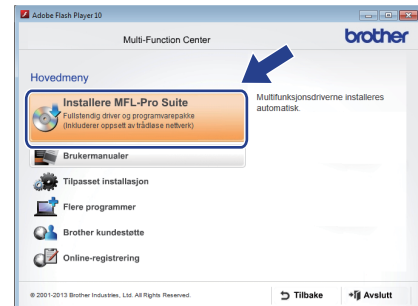 Adobe Flash Player 10
Multi-Function Center
brother
Hovedmeny
Installere MFL-Pro Suite
Fullstendig driver og programvarepakke
(Inkluderer oppsett av trådløse nettverk)
Multifunksjonsdriverne installeres
automatisk.
Brukermanualer
Tilpasset installasjon
Flere programmer
Brother kundestøtte
Online-registrering
© 2001-2013 Brother Industries, Ltd. All Rights Reserved.
Tilbake
Avslutt